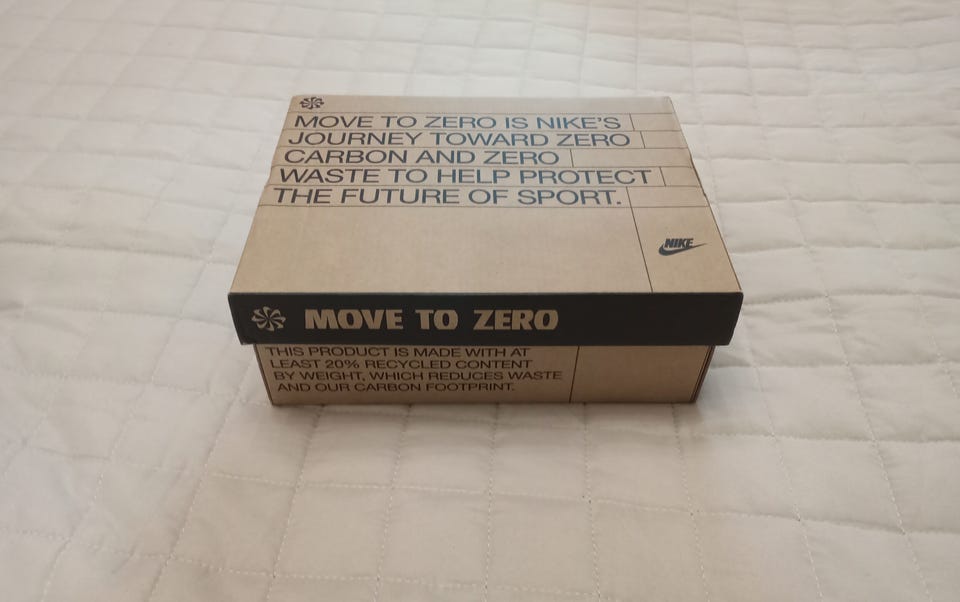 MOVE TO ZERO IS NIKE'S
JOURNEY TOWARD ZERO
CARBON AND ZERO
WASTE TO HELP PROTECT
THE FUTURE OF SPORT.
NIKE
MOVE TO ZERO
THIS PRODUCT IS MADE WITH AT
LEAST 20% RECYCLED CONTENT
BY WEIGHT, WHICH REDUCES WASTE
AND OUR CARBON FOOTPRINT.